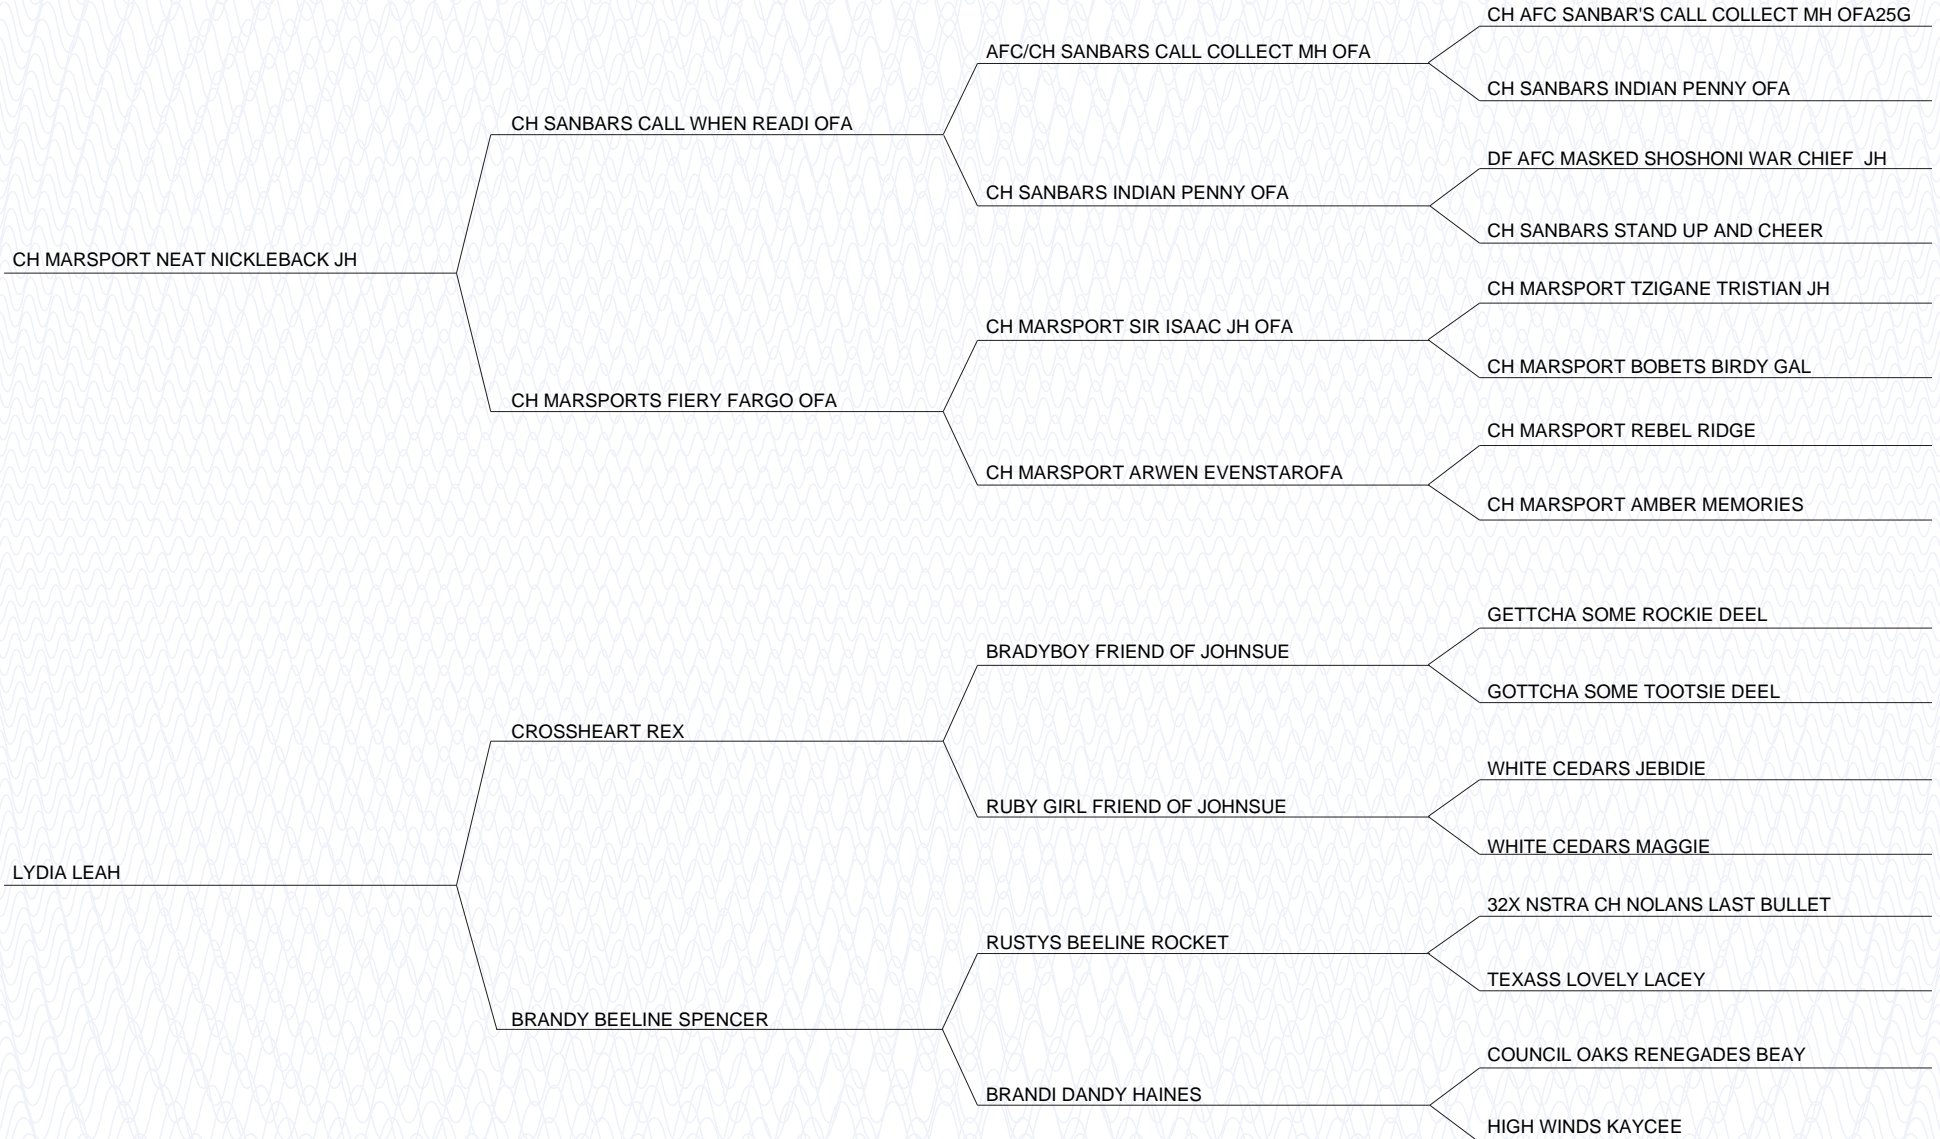 CH AFC SANBAR'S CALL COLLECT MH OFA25G
AFC/CH SANBARS CALL COLLECT MH OFA
CH SANBARS INDIAN PENNY OFA
CH SANBARS CALL WHEN READI OFA
DF AFC MASKED SHOSHONI WAR CHIEF  JH
CH SANBARS INDIAN PENNY OFA
CH SANBARS STAND UP AND CHEER
CH MARSPORT NEAT NICKLEBACK JH
CH MARSPORT TZIGANE TRISTIAN JH
CH MARSPORT SIR ISAAC JH OFA
CH MARSPORT BOBETS BIRDY GAL
CH MARSPORTS FIERY FARGO OFA
CH MARSPORT REBEL RIDGE
CH MARSPORT ARWEN EVENSTAROFA
CH MARSPORT AMBER MEMORIES
GETTCHA SOME ROCKIE DEEL
BRADYBOY FRIEND OF JOHNSUE
GOTTCHA SOME TOOTSIE DEEL
CROSSHEART REX
WHITE CEDARS JEBIDIE
RUBY GIRL FRIEND OF JOHNSUE
WHITE CEDARS MAGGIE
LYDIA LEAH
32X NSTRA CH NOLANS LAST BULLET
RUSTYS BEELINE ROCKET
TEXASS LOVELY LACEY
BRANDY BEELINE SPENCER
COUNCIL OAKS RENEGADES BEAY
BRANDI DANDY HAINES
HIGH WINDS KAYCEE